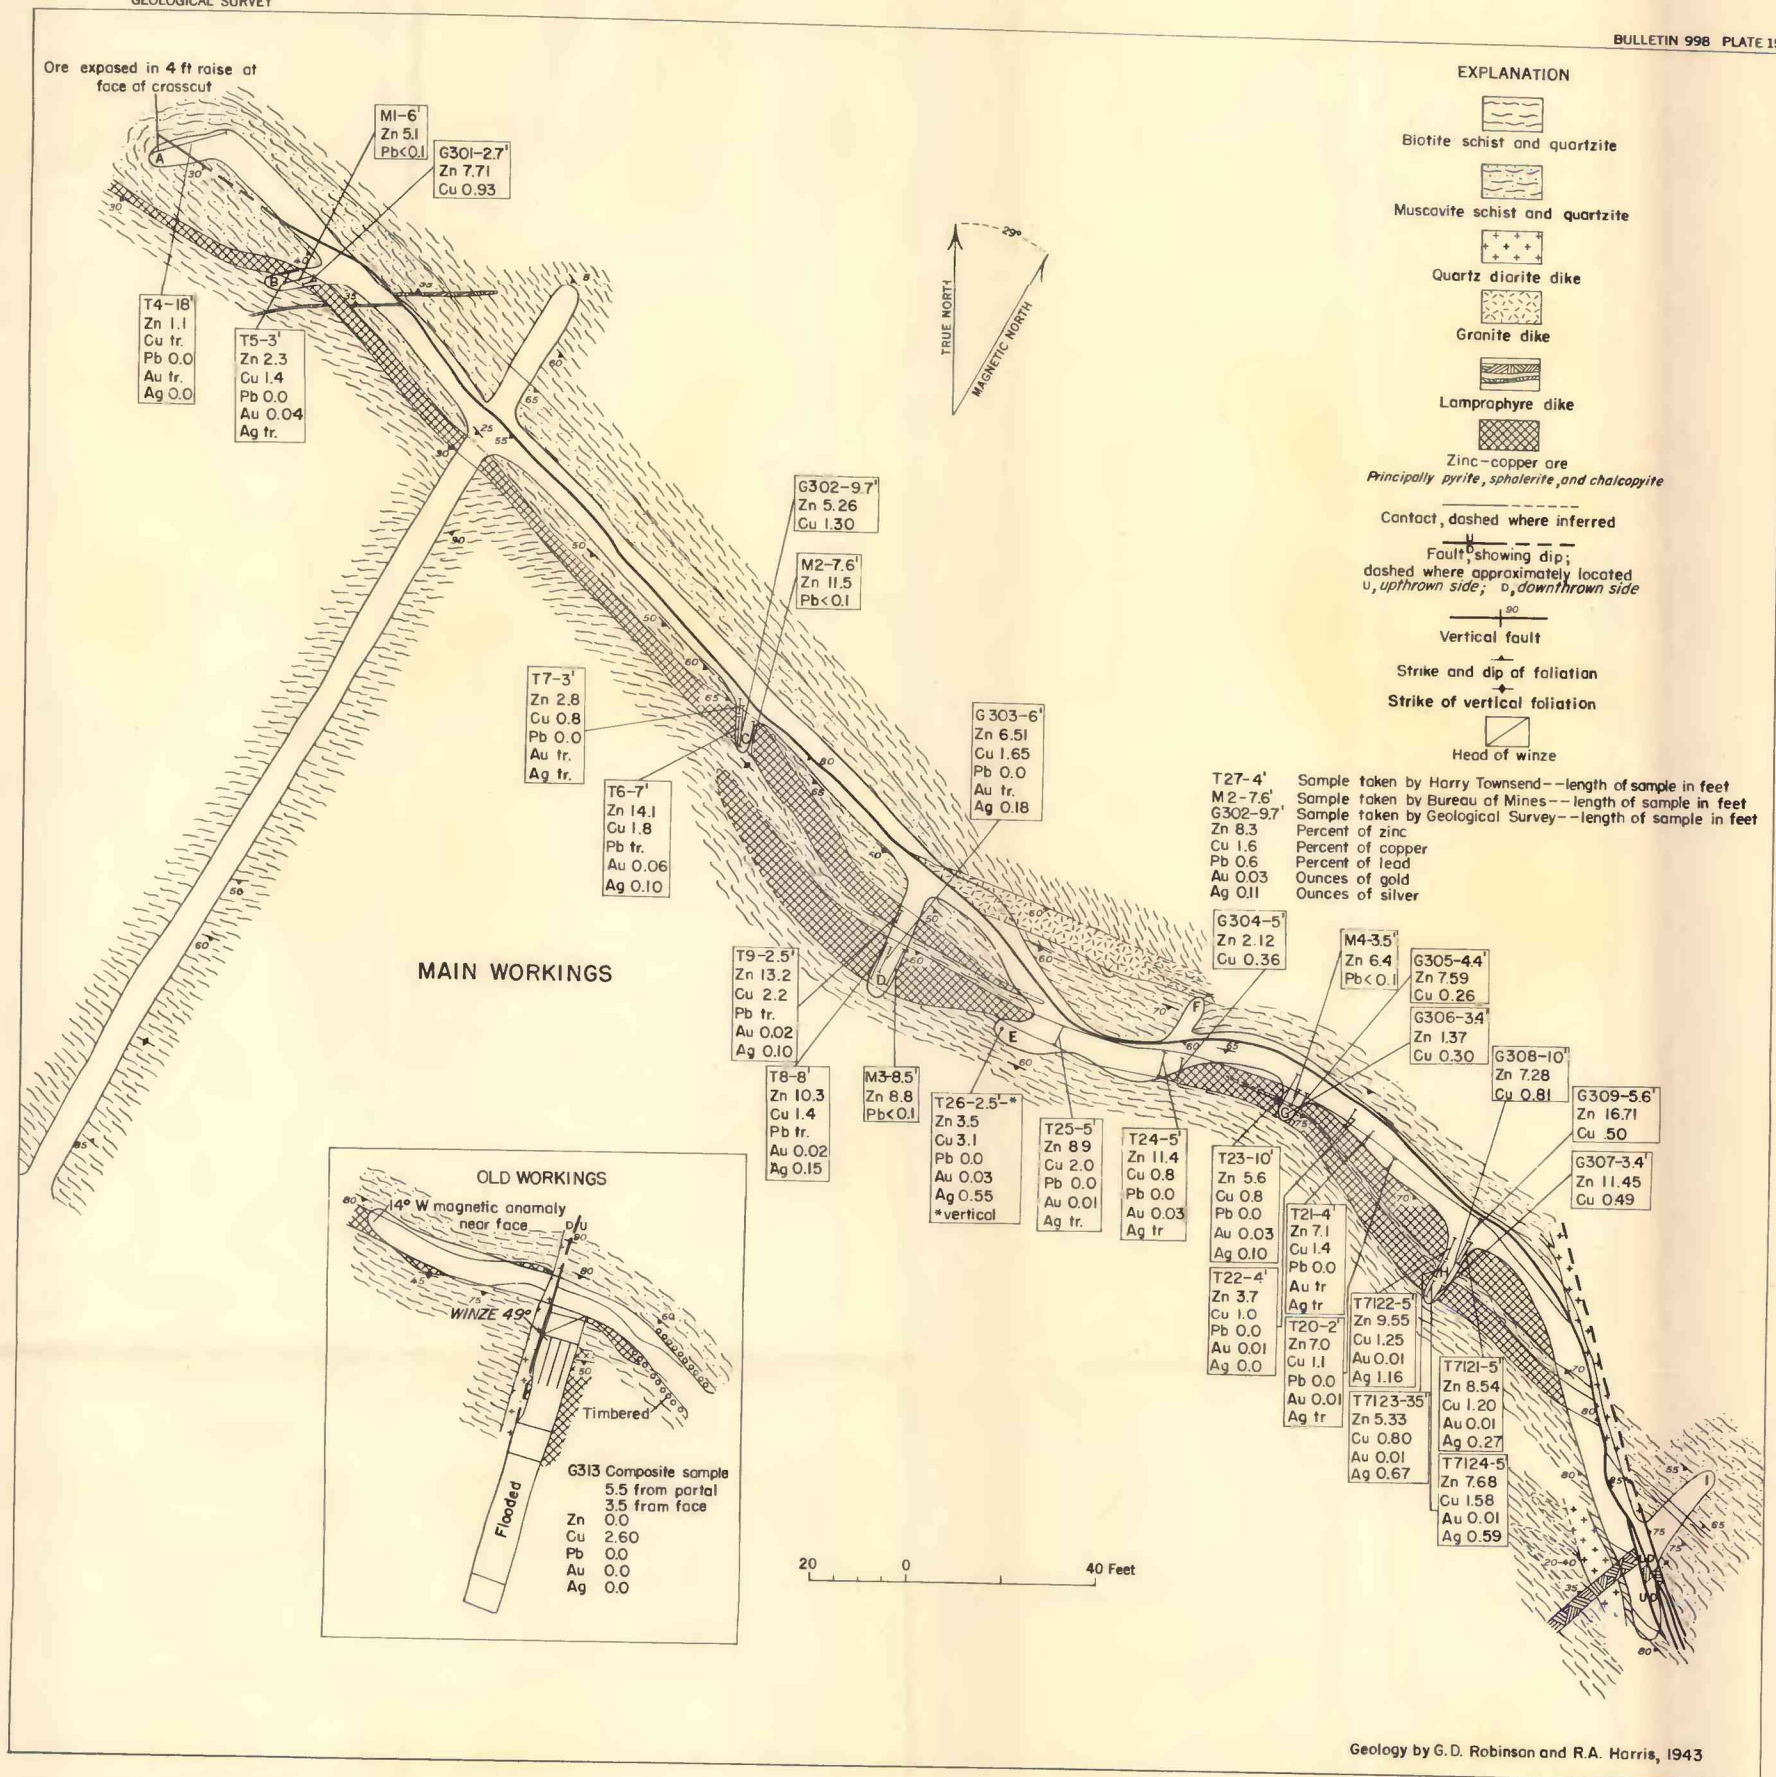 GEOLOGICAL SURVEY
BULLETIN 998 PLATE 15
Ore exposed in 4 ft raise at
face of crosscut
M1-6'
Zn 5.1
Pb<0.1
G301-2.7'
Zn 7.71
Cu 0.93
T4-18'
Zn 1.1
Cu tr.
Pb 0.0
Au tr.
Ag 0.0
T5-3'
Zn 2.3
Cu 1.4
Pb 0.0
Au 0.04
Ag tr.
TRUE NORTH
29°
MAGNETIC NORTH
EXPLANATION
Biotite schist and quartzite
Muscovite schist and quartzite
Quartz diorite dike
Granite dike
Lamprophyre dike
Zinc-copper ore
Principally pyrite, sphalerite, and chalcopyite
Contact, dashed where inferred
U
D
Fault, showing dip;
dashed where approximately located
U, upthrown side; D, downthrown side
90
Vertical fault
Strike and dip of foliation
Strike of vertical foliation
Head of winze
T27-4' Sample taken by Harry Townsend--length of sample in feet
M2-7.6' Sample taken by Bureau of Mines--length of sample in feet
G302-9.7' Sample taken by Geological Survey--length of sample in feet
Zn 8.3 Percent of zinc
Cu 1.6 Percent of copper
Pb 0.6 Percent of lead
Au 0.03 Ounces of gold
Ag 0.11 Ounces of silver
G302-9.7'
Zn 5.26
Cu 1.30
M2-7.6'
Zn 11.5
Pb<0.1
T7-3'
Zn 2.8
Cu 0.8
Pb 0.0
Au tr.
Ag tr.
T6-7'
Zn 14.1
Cu 1.8
Pb tr.
Au 0.06
Ag 0.10
G303-6'
Zn 6.51
Cu 1.65
Pb 0.0
Au tr.
Ag 0.18
MAIN WORKINGS
T9-2.5'
Zn 13.2
Cu 2.2
Pb tr.
Au 0.02
Ag 0.10
T8-8'
Zn 10.3
Cu 1.4
Pb tr.
Au 0.02
Ag 0.15
M3-8.5'
Zn 8.8
Pb<0.1
T26-2.5'-*
Zn 3.5
Cu 3.1
Pb 0.0
Au 0.03
Ag 0.55
*vertical
T25-5'
Zn 89
Cu 2.0
Pb 0.0
Au 0.01
Ag tr.
T24-5'
Zn 11.4
Cu 0.8
Pb 0.0
Au 0.03
Ag tr
G304-5'
Zn 2.12
Cu 0.36
M4-3.5'
Zn 6.4
Pb<0.1
G305-4.4'
Zn 7.59
Cu 0.26
G306-3.4'
Zn 1.37
Cu 0.30
G308-10'
Zn 7.28
Cu 0.81
G309-5.6'
Zn 16.71
Cu .50
G307-3.4'
Zn 11.45
Cu 0.49
T23-10'
Zn 5.6
Cu 0.8
Pb 0.0
Au 0.03
Ag 0.10
T22-4'
Zn 3.7
Cu 1.0
Pb 0.0
Au 0.01
Ag 0.0
T21-4'
Zn 7.1
Cu 1.4
Pb 0.0
Au tr
Ag tr
T20-2'
Zn 7.0
Cu 1.1
Pb 0.0
Au 0.01
Ag tr
T7122-5'
Zn 9.55
Cu 1.25
Au 0.01
Ag 1.16
T7123-35'
Zn 5.33
Cu 0.80
Au 0.01
Ag 0.67
T7121-5'
Zn 8.54
Cu 1.20
Au 0.01
Ag 0.27
T7124-5'
Zn 7.68
Cu 1.58
Au 0.01
Ag 0.59
A
B
C
D
E
F
G
OLD WORKINGS
14° W magnetic anomaly
near face
D/U
WINZE 49°
Timbered
Flooded
G313 Composite sample
5.5 from portal
3.5 from face
Zn 0.0
Cu 2.60
Pb 0.0
Au 0.0
Ag 0.0
20 0 40 Feet
Geology by G.D. Robinson and R.A. Harris, 1943